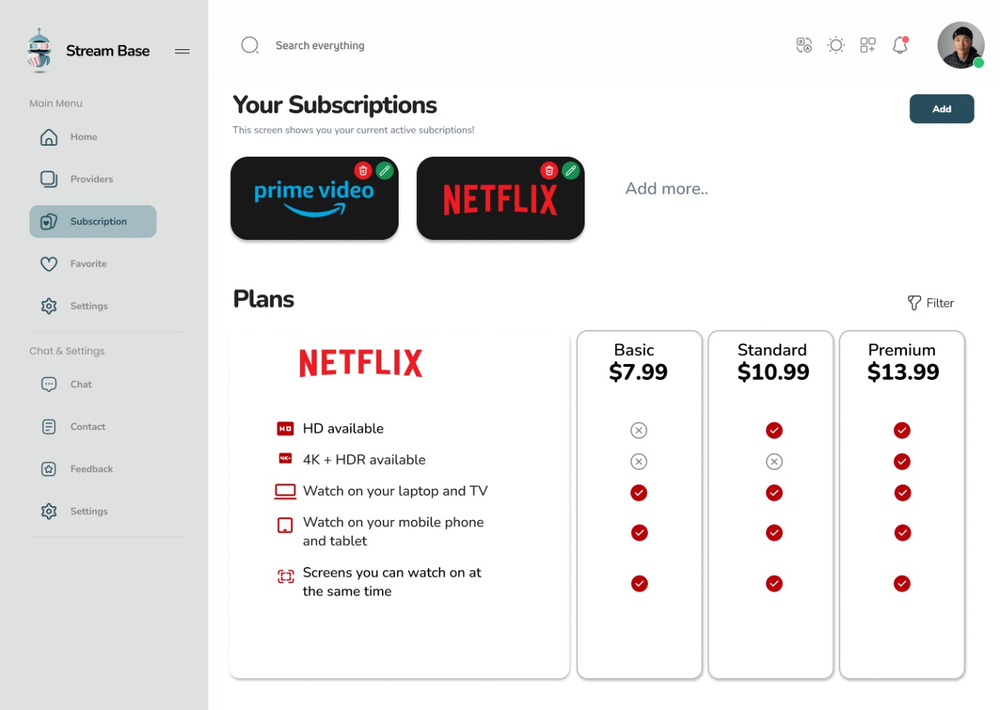 Stream Base
Search everything
Main Menu
Home
Providers
Subscription
Favorite
Settings
Chat & Settings
Chat
Contact
Feedback
Settings
Your Subscriptions
Add
This screen shows you your current active subcriptions!
prime video
NETFLIX
Add more..
Plans
Filter
NETFLIX
Basic
$7.99
Standard
$10.99
Premium
$13.99
HD HD available
4K+ 4K + HDR available
Watch on your laptop and TV
Watch on your mobile phone
and tablet
Screens you can watch on at
the same time